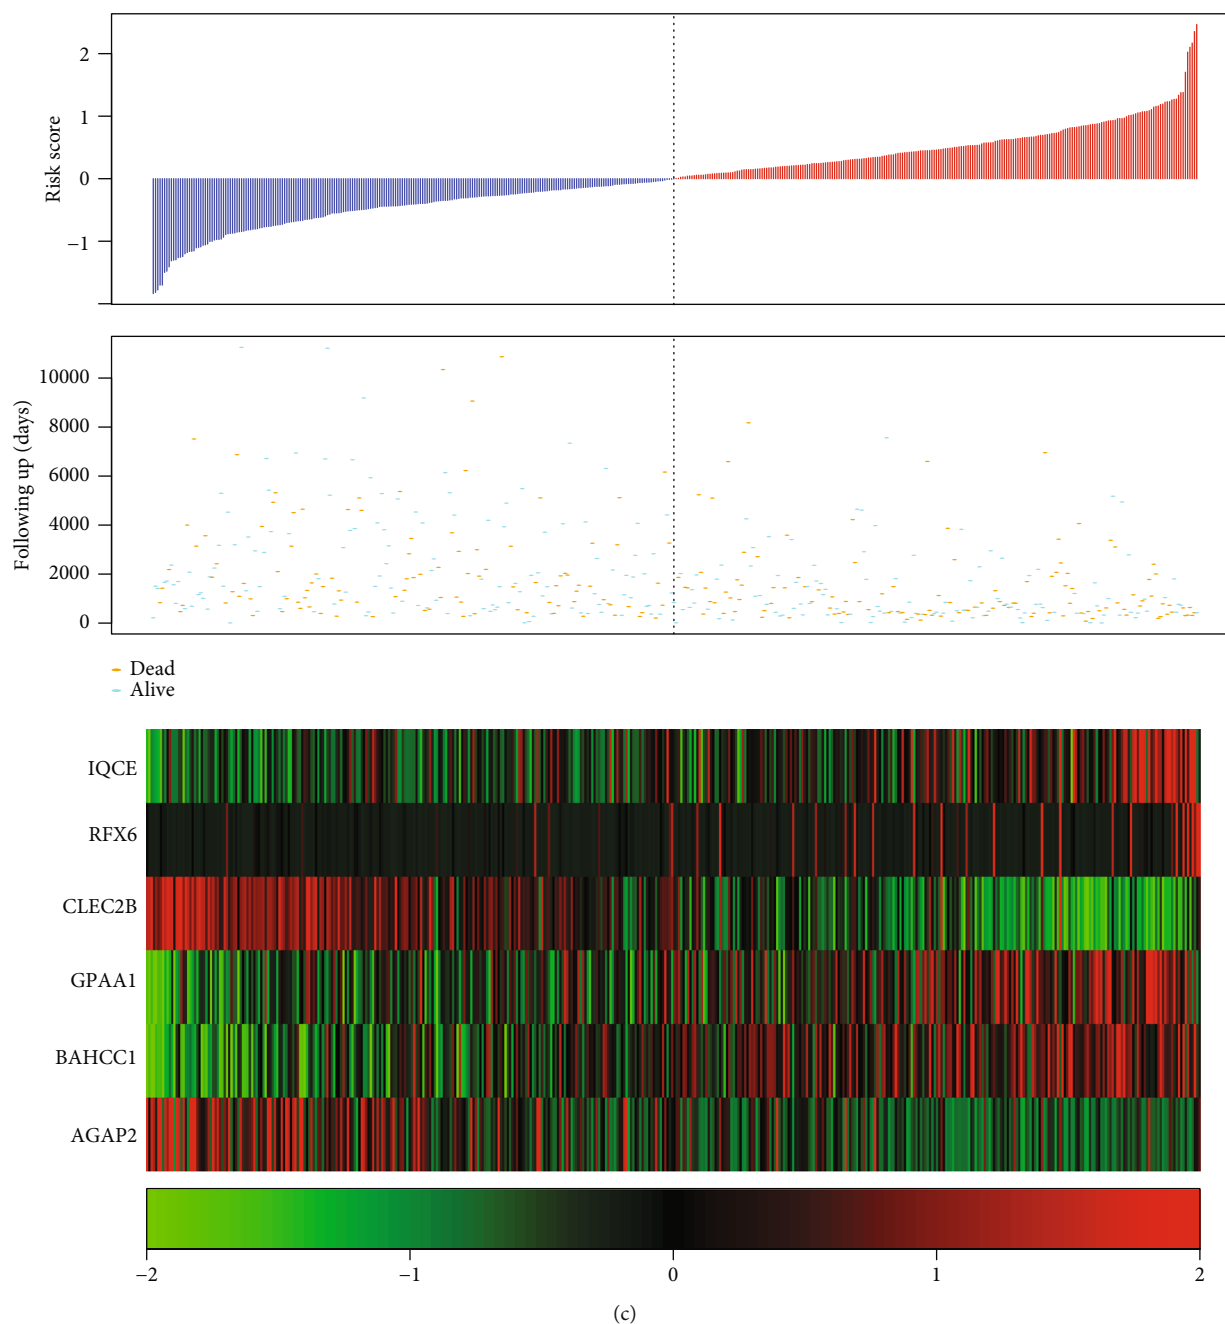 Risk score
2
1
0
−1
Following up (days)
10000
8000
6000
4000
2000
0
Dead
Alive
IQCE
RFX6
CLEC2B
GPAA1
BAHCC1
AGAP2
−2 −1 0 1 2
(c)